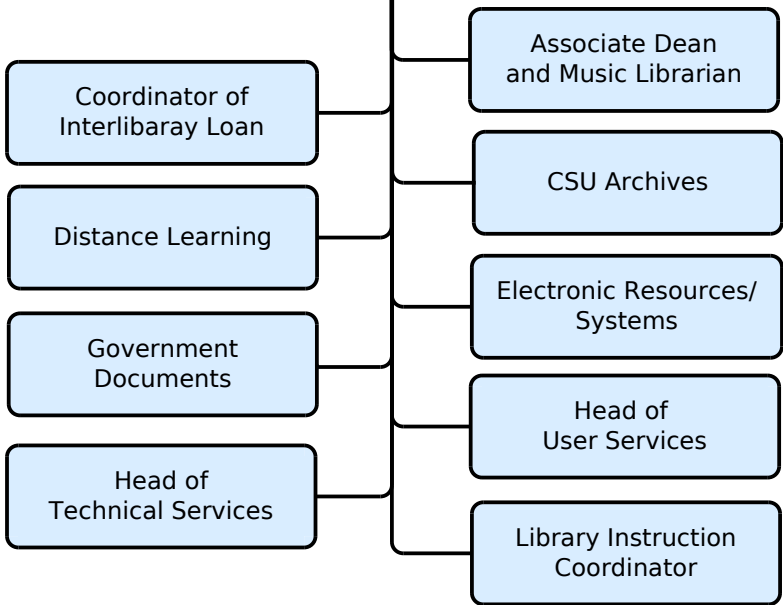 Associate Dean
and Music Librarian
Coordinator of
Interlibaray Loan
CSU Archives
Distance Learning
Electronic Resources/
Systems
Government
Documents
Head of
User Services
Head of
Technical Services
Library Instruction
Coordinator